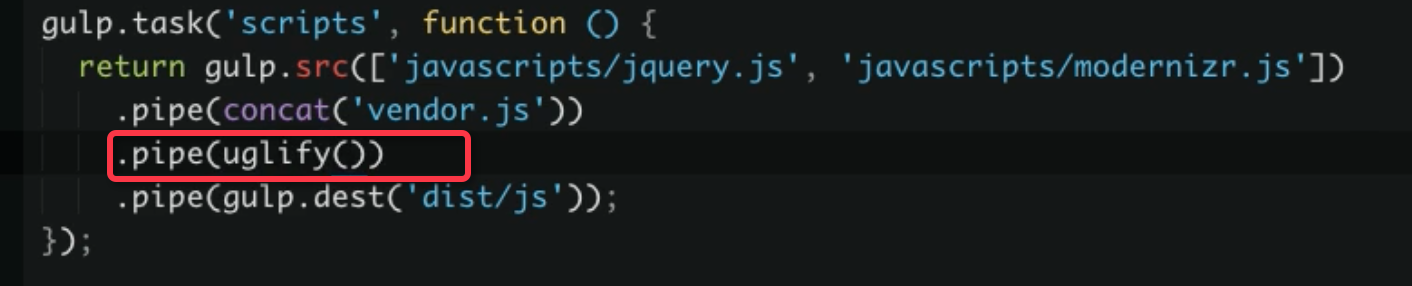 gulp.task('scripts', function () {
return gulp.src(['javascripts/jquery.js', 'javascripts/modernizr.js'])
.pipe(concat('vendor.js'))
.pipe(uglify())
.pipe(gulp.dest('dist/js'));
});